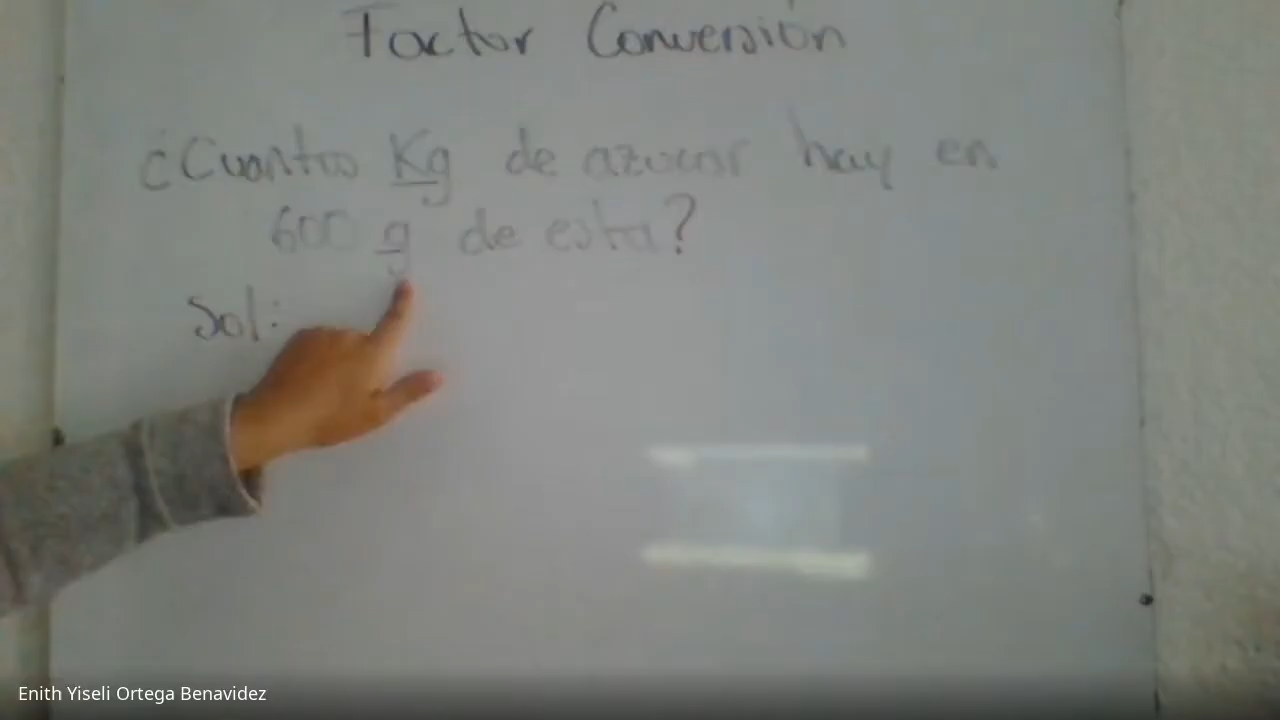 Factor Conversión
¿Cuantos Kg de azucar hay en
600 g de esta?
Sol:
Enith Yiseli Ortega Benavidez